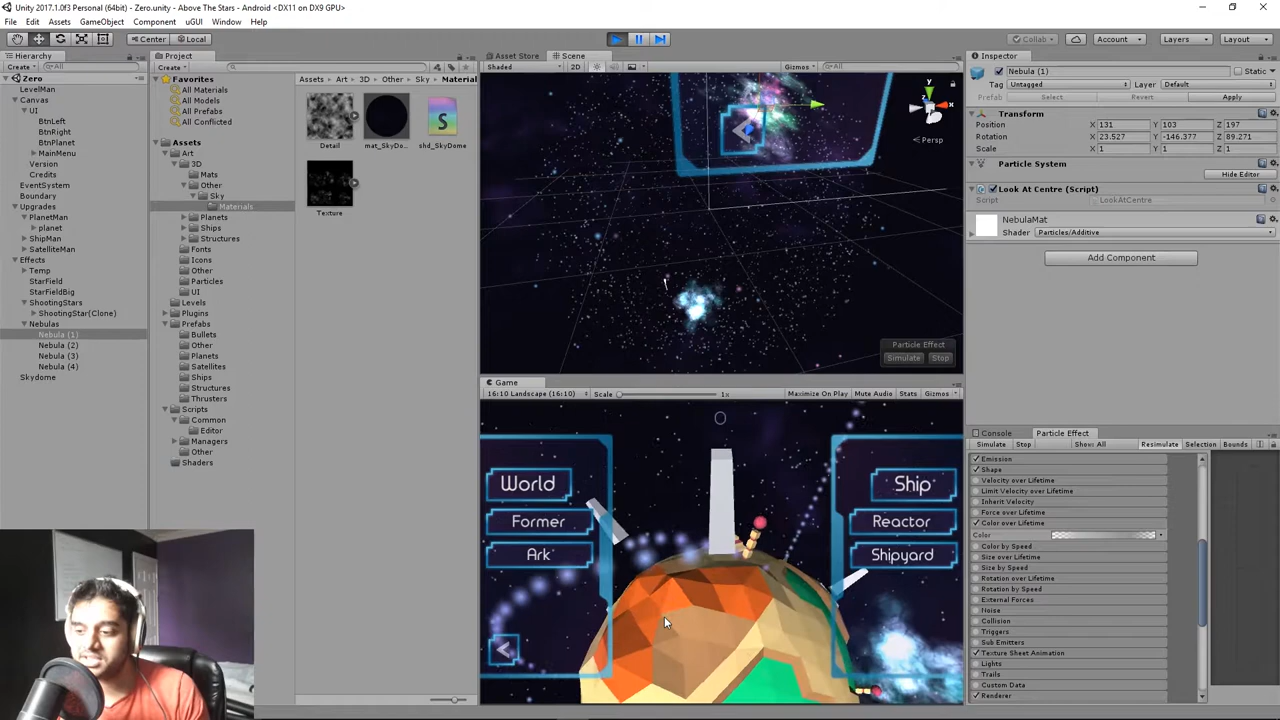 Unity 2017.1.0f3 Personal (64bit) - Zero.unity - Above The Stars - Android <DX11 on DX9 GPU>
File Edit Assets GameObject Component Window uGUI Help
Center Local Collab Account Layers Layout
Hierarchy
Create All
Zero
LevelMan
Canvas
UI
BtnLeft
BtnRight
BtnPlanet
MainMenu
Version
Credits
EventSystem
Boundary
Upgrades
PlanetMan
planet
ShipMan
SatelliteMan
Effects
Temp
StarField
StarFieldBig
ShootingStars
ShootingStar(Clone)
Nebulas
Nebula (1)
Nebula (2)
Nebula (3)
Nebula (4)
Skydome
Project
Create
Favorites
All Materials
All Models
All Prefabs
All Conflicted
Assets
Art
3D
Mats
Other
Sky
Materials
Planets
Ships
Structures
Fonts
Icons
Other
Particles
UI
Levels
Plugins
Prefabs
Bullets
Other
Planets
Satellites
Ships
Structures
Thrusters
Scripts
Common
Editor
Managers
Other
Shaders
Assets Art 3D Other Sky Material
Detail mat_SkyDo... shd_SkyDome
Texture
Asset Store Scene
Shaded 2D Gizmos All
y
x
Persp
Particle Effect
Simulate Stop
Game
16:10 Landscape (16:10) Scale 1x Maximize On Play Mute Audio Stats Gizmos
0
World
Former
Ark
Ship
Reactor
Shipyard
Inspector
Nebula (1) Static
Tag Untagged Layer Default
Prefab Select Revert Apply
Transform
Position X 131 Y 103 Z 197
Rotation X 23.527 Y -146.377 Z 89.271
Scale X 1 Y 1 Z 1
Particle System
Hide Editor
Look At Centre (Script)
Script LookAtCentre
NebulaMat
Shader Particles/Additive
Add Component
Console Particle Effect
Simulate Stop Show: All Resimulate Selection Bounds
Emission
Shape
Velocity over Lifetime
Limit Velocity over Lifetime
Inherit Velocity
Force over Lifetime
Color over Lifetime
Color
Color by Speed
Size over Lifetime
Size by Speed
Rotation over Lifetime
Rotation by Speed
External Forces
Noise
Collision
Triggers
Sub Emitters
Texture Sheet Animation
Lights
Trails
Custom Data
Renderer